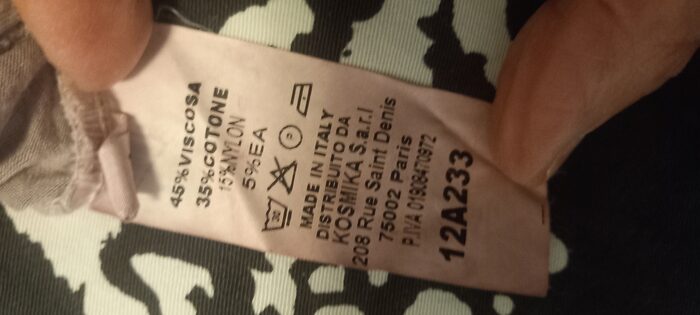 45%VISCOSA
35%COTONE
15%NYLON
5%EA
30
MADE IN ITALY
DISTRIBUITO DA
KOSMIKA S.a.r.l
208 Rue Saint Denis
75002 Paris
P.IVA 01908470972
12A233